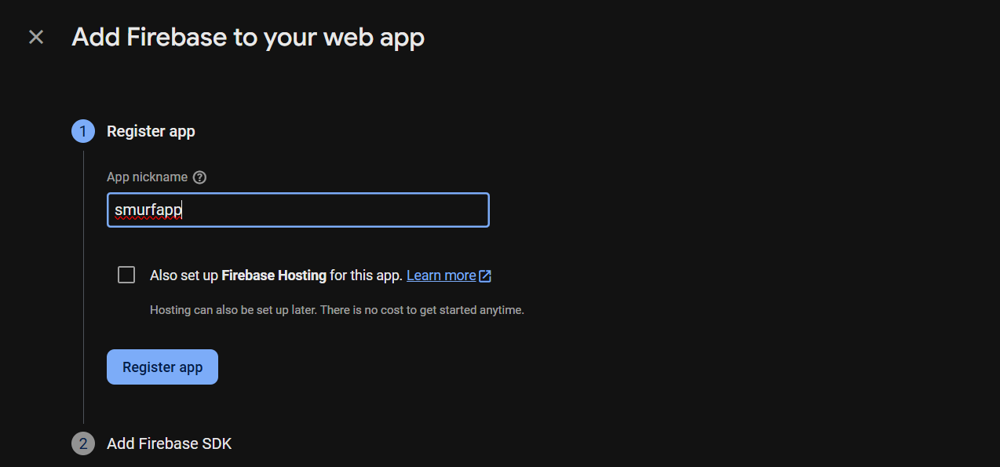 Add Firebase to your web app
1 Register app
App nickname
smurfapp
Also set up Firebase Hosting for this app. Learn more
Hosting can also be set up later. There is no cost to get started anytime.
Register app
2 Add Firebase SDK